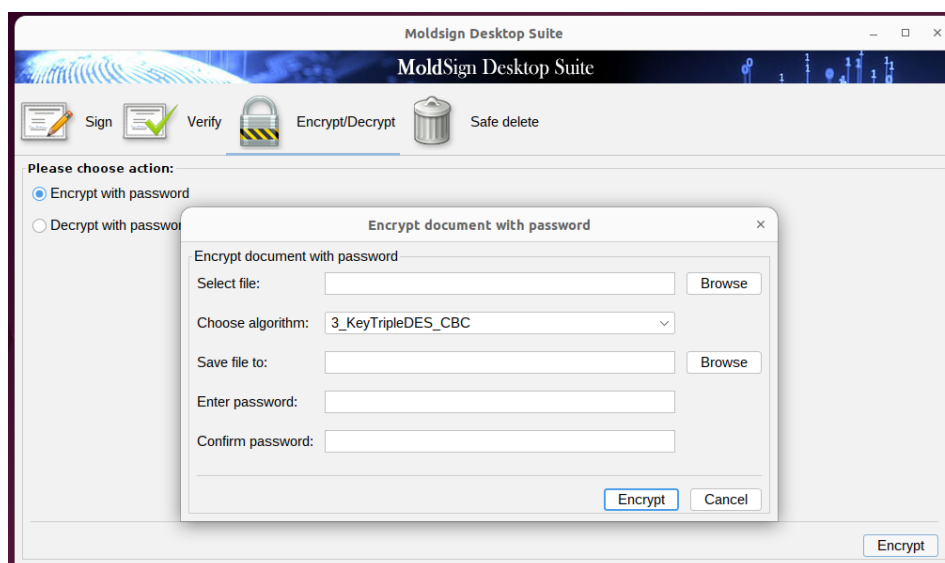 Moldsign Desktop Suite
MoldSign Desktop Suite
Sign Verify Encrypt/Decrypt Safe delete
Please choose action:
Encrypt with password
Decrypt with passwor
Encrypt document with password
Encrypt document with password
Select file: Browse
Choose algorithm: 3_KeyTripleDES_CBC
Save file to: Browse
Enter password:
Confirm password:
Encrypt Cancel
Encrypt